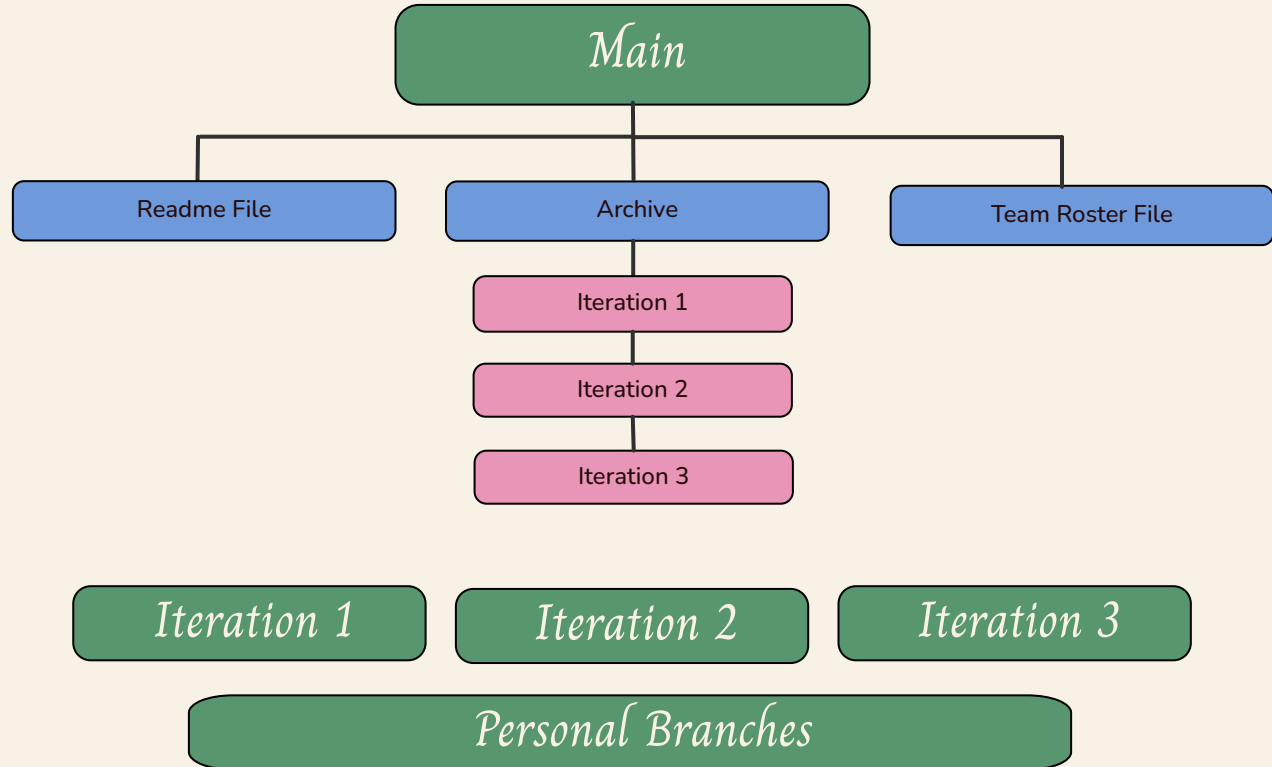 Main
Readme File
Archive
Team Roster File
Iteration 1
Iteration 2
Iteration 3
Iteration 1
Iteration 2
Iteration 3
Personal Branches